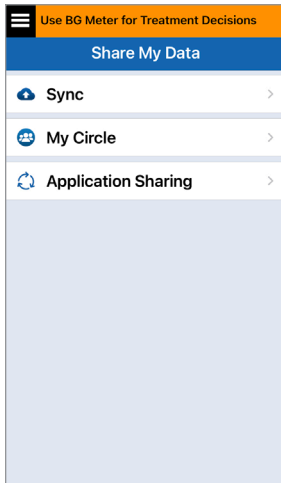 Use BG Meter for Treatment Decisions
Share My Data
Sync
My Circle
Application Sharing